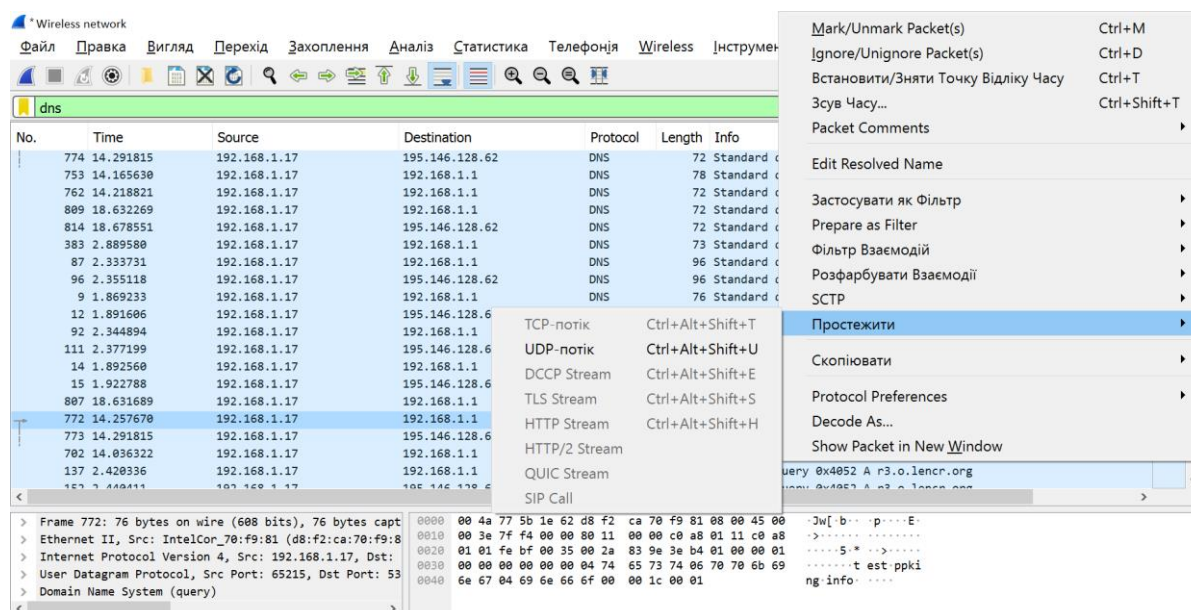 *Wireless network
Файл Правка Вигляд Перехід Захоплення Аналіз Статистика Телефонія Wireless Інструмен
dns
No. Time Source Destination Protocol Length Info
774 14.291815 192.168.1.17 195.146.128.62 DNS 72 Standard
753 14.165630 192.168.1.17 192.168.1.1 DNS 78 Standard
762 14.218821 192.168.1.17 192.168.1.1 DNS 72 Standard
809 18.632269 192.168.1.17 192.168.1.1 DNS 72 Standard
814 18.678551 192.168.1.17 195.146.128.62 DNS 72 Standard
383 2.889580 192.168.1.17 192.168.1.1 DNS 73 Standard
87 2.333731 192.168.1.17 192.168.1.1 DNS 96 Standard
96 2.355118 192.168.1.17 195.146.128.62 DNS 96 Standard
9 1.869233 192.168.1.17 192.168.1.1 DNS 76 Standard
12 1.891606 192.168.1.17 195.146.128.6
92 2.344894 192.168.1.17 192.168.1.1
111 2.377199 192.168.1.17 195.146.128.6
14 1.892560 192.168.1.17 192.168.1.1
15 1.922788 192.168.1.17 195.146.128.6
807 18.631689 192.168.1.17 192.168.1.1
772 14.257670 192.168.1.17 192.168.1.1
773 14.291815 192.168.1.17 195.146.128.6
702 14.036322 192.168.1.17 192.168.1.1
137 2.420336 192.168.1.17 192.168.1.1 uery 0x4052 A r3.o.lencr.org
Mark/Unmark Packet(s) Ctrl+M
Ignore/Unignore Packet(s) Ctrl+D
Встановити/Зняти Точку Відліку Часу Ctrl+T
Зсув Часу... Ctrl+Shift+T
Packet Comments
Edit Resolved Name
Застосувати як Фільтр
Prepare as Filter
Фільтр Взаємодій
Розфарбувати Взаємодії
SCTP
Простежити
Скопіювати
Protocol Preferences
Decode As...
Show Packet in New Window
TCP-потік Ctrl+Alt+Shift+T
UDP-потік Ctrl+Alt+Shift+U
DCCP Stream Ctrl+Alt+Shift+E
TLS Stream Ctrl+Alt+Shift+S
HTTP Stream Ctrl+Alt+Shift+H
HTTP/2 Stream
QUIC Stream
SIP Call
Frame 772: 76 bytes on wire (608 bits), 76 bytes capt
Ethernet II, Src: IntelCor_70:f9:81 (d8:f2:ca:70:f9:8
Internet Protocol Version 4, Src: 192.168.1.17, Dst:
User Datagram Protocol, Src Port: 65215, Dst Port: 53
Domain Name System (query)
0000 00 4a 77 5b 1e 62 d8 f2 ca 70 f9 81 08 00 45 00 ·Jw[·b·· ·p····E·
0010 00 3e 7f f4 00 00 80 11 00 00 c0 a8 01 11 c0 a8 ·>······ ········
0020 01 01 fe bf 00 35 00 2a 83 9e 3e b4 01 00 00 01 ·····5·* ··>·····
0030 00 00 00 00 00 00 04 74 65 73 74 06 70 70 6b 69 ·······t est·ppki
0040 6e 67 04 69 6e 66 6f 00 00 1c 00 01 ng·info· ····